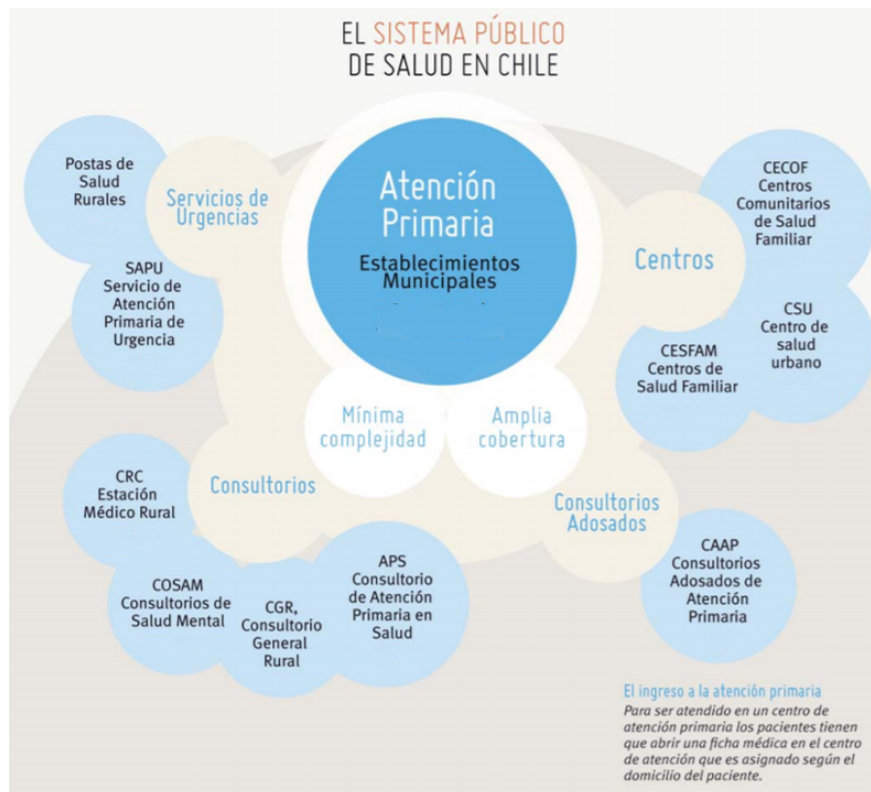 EL SISTEMA PÚBLICO
DE SALUD EN CHILE
Atención
Primaria
Establecimientos
Municipales
Mínima
complejidad
Amplia
cobertura
Servicios de
Urgencias
Postas de
Salud
Rurales
SAPU
Servicio de
Atención
Primaria de
Urgencia
Centros
CECOF
Centros
Comunitarios
de Salud
Familiar
CSU
Centro de
salud
urbano
CESFAM
Centros de
Salud Familiar
Consultorios
CRC
Estación
Médico Rural
COSAM
Consultorios de
Salud Mental
CGR,
Consultorio
General
Rural
APS
Consultorio
de Atención
Primaria en
Salud
Consultorios
Adosados
CAAP
Consultorios
Adosados de
Atención
Primaria
El ingreso a la atención primaria
Para ser atendido en un centro de
atención primaria los pacientes tienen
que abrir una ficha médica en el centro
de atención que es asignado según el
domicilio del paciente.